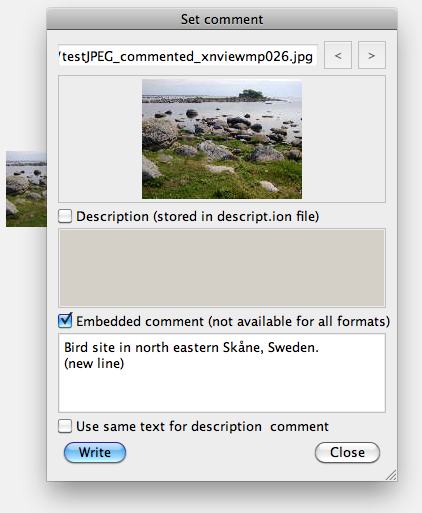 Set comment
/testJPEG_commented_xnviewmp026.jpg < >
Description (stored in descript.ion file)
Embedded comment (not available for all formats)
Bird site in north eastern Skåne, Sweden.
(new line)
Use same text for description  comment
Write Close